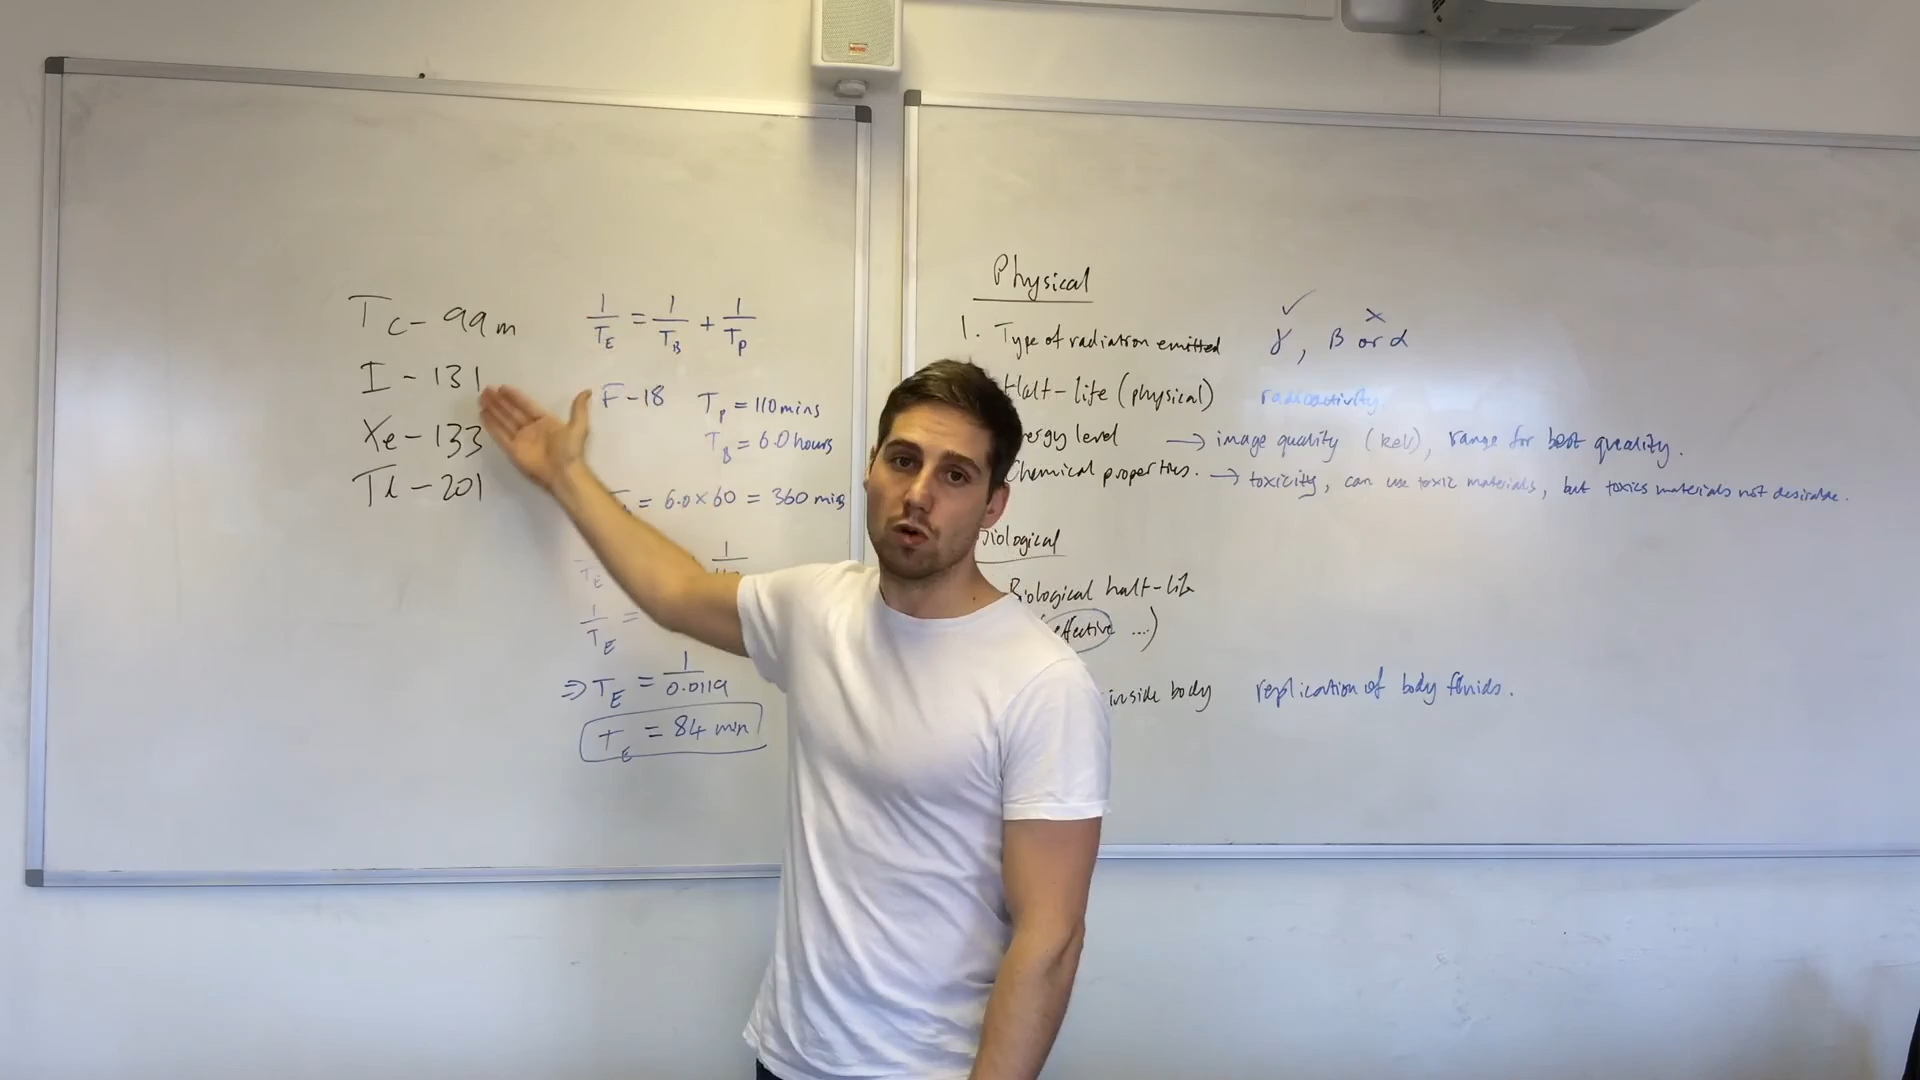 Tc-99m
I-131
Xe-133
Tl-201
1/T_E = 1/T_B + 1/T_P
F-18 T_P = 110 mins
T_B = 6.0 hours
= 6.0 × 60 = 360 mins
1/T_E =
⇒ T_E = 1/0.0119
T_E = 84 min
Physical
1. Type of radiation emitted γ ✓, β or α ×
Half-life (physical) radioactivity
Energy level → image quality (keV), range for best quality.
Chemical properties. → toxicity, can use toxic materials, but toxics materials not desirable.
Biological
Biological half-life
(effective ....)
inside body replication of body fluids.